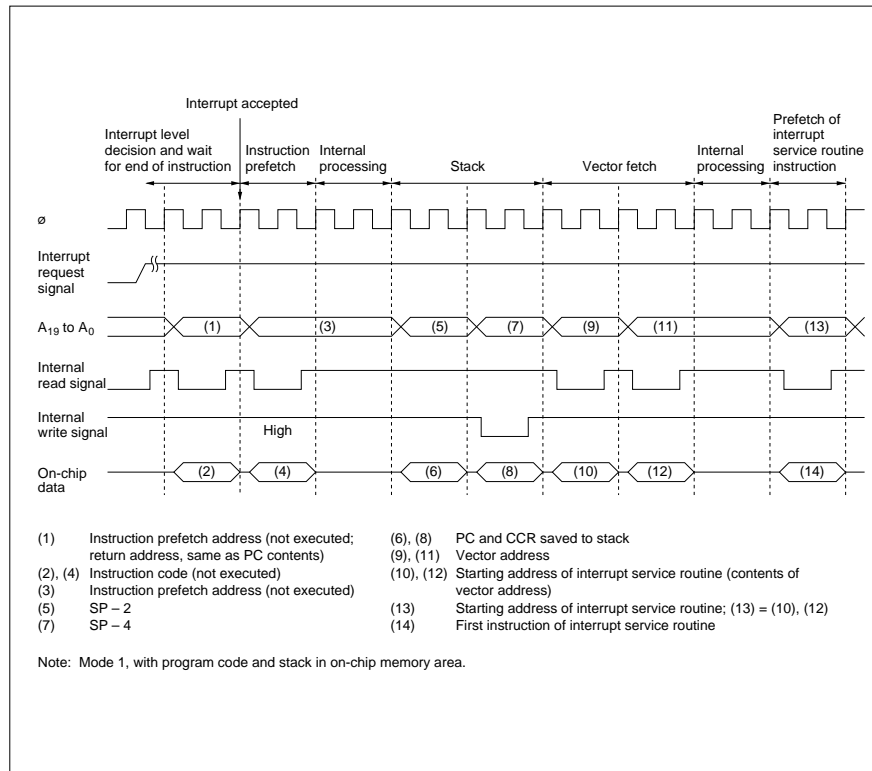 Interrupt accepted
Interrupt level
decision and wait
for end of instruction
Instruction
prefetch
Internal
processing
Stack
Vector fetch
Internal
processing
Prefetch of
interrupt
service routine
instruction
ø
Interrupt
request
signal
A19 to A0
(1)
(3)
(5)
(7)
(9)
(11)
(13)
Internal
read signal
Internal
write signal
High
On-chip
data
(2)
(4)
(6)
(8)
(10)
(12)
(14)
(1) Instruction prefetch address (not executed;
return address, same as PC contents)
(2), (4) Instruction code (not executed)
(3) Instruction prefetch address (not executed)
(5) SP – 2
(7) SP – 4
(6), (8) PC and CCR saved to stack
(9), (11) Vector address
(10), (12) Starting address of interrupt service routine (contents of
vector address)
(13) Starting address of interrupt service routine; (13) = (10), (12)
(14) First instruction of interrupt service routine
Note: Mode 1, with program code and stack in on-chip memory area.